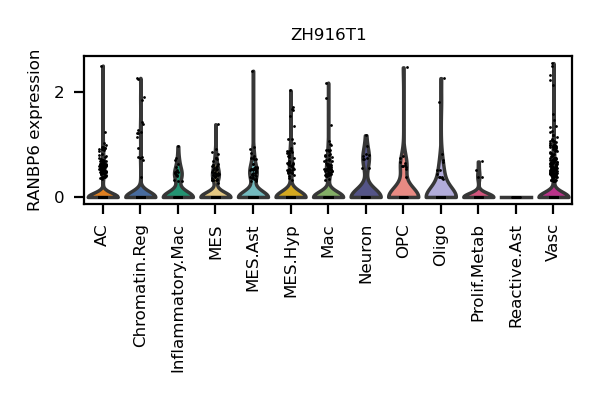 ZH916T1
RANBP6 expression
2
0
AC
Chromatin.Reg
Inflammatory.Mac
MES
MES.Ast
MES.Hyp
Mac
Neuron
OPC
Oligo
Prolif.Metab
Reactive.Ast
Vasc